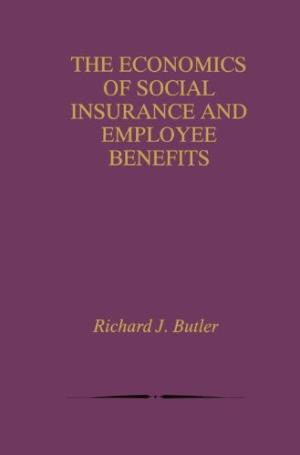 THE ECONOMICS
OF SOCIAL
INSURANCE AND
EMPLOYEE
BENEFITS
Richard J. Butler